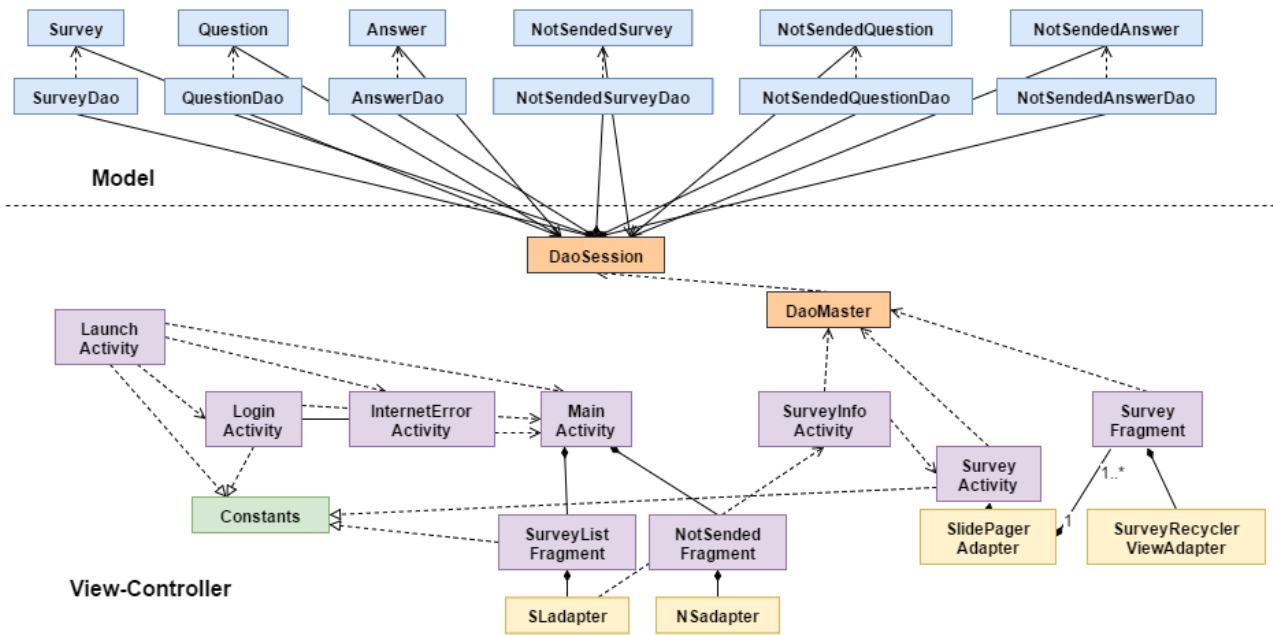 Survey
Question
Answer
NotSendedSurvey
NotSendedQuestion
NotSendedAnswer
SurveyDao
QuestionDao
AnswerDao
NotSendedSurveyDao
NotSendedQuestionDao
NotSendedAnswerDao
Model
DaoSession
DaoMaster
Launch
Activity
Login
Activity
InternetError
Activity
Main
Activity
SurveyInfo
Activity
Survey
Fragment
Survey
Activity
1..*
Constants
SurveyList
Fragment
NotSended
Fragment
SlidePager
Adapter
1
SurveyRecycler
ViewAdapter
View-Controller
SLadapter
NSadapter